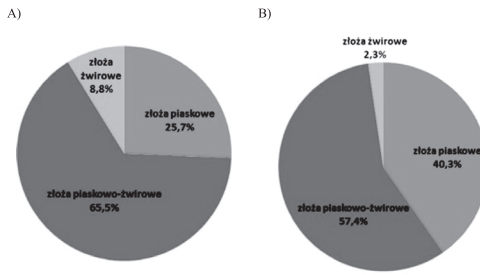 A)
złoża
żwirowe
8,8%
złoża piaskowe
25,7%
złoża piaskowo-żwirowe
65,5%
B)
złoża żwirowe
2,3%
złoża piaskowe
40,3%
złoża piaskowo-żwirowe
57,4%